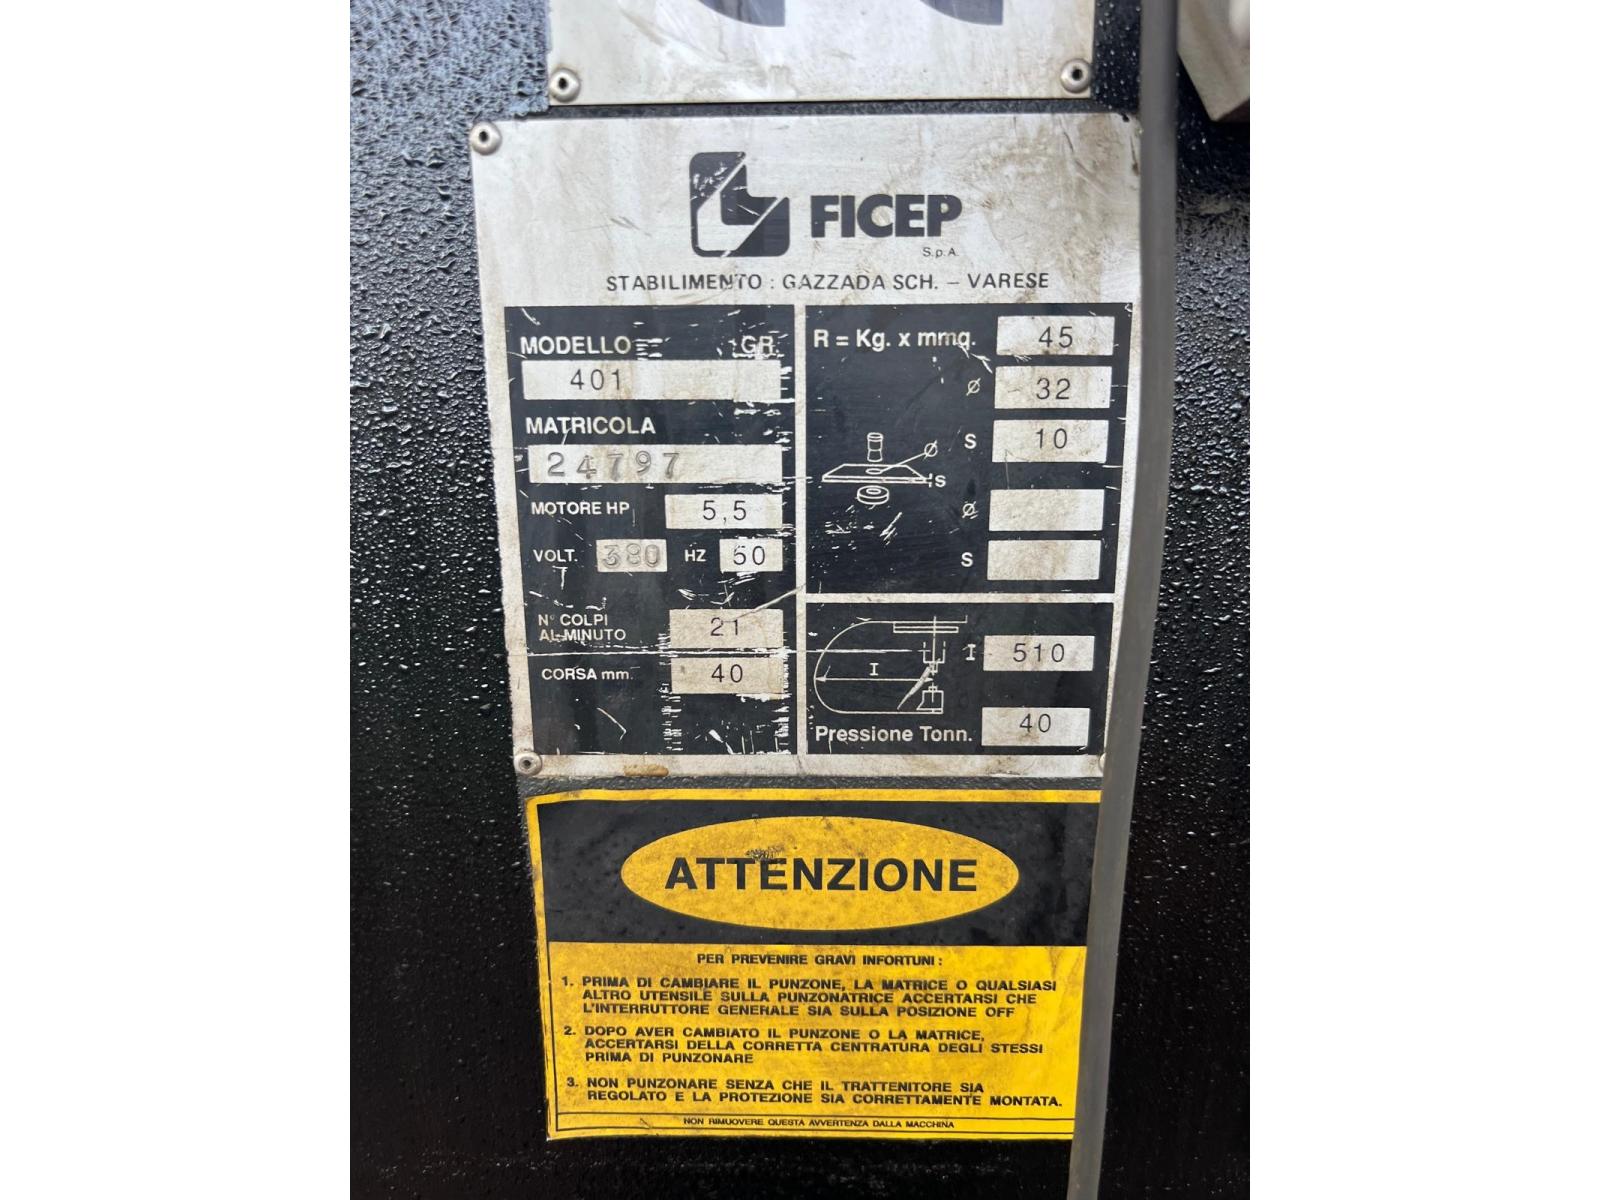 FICEP
S.p.A.
STABILIMENTO : GAZZADA SCH. – VARESE
MODELLO GR
401
MATRICOLA
24797
MOTORE HP 5,5
VOLT. 380 HZ 50
N° COLPI
AL MINUTO 21
CORSA mm. 40
R = Kg. x mmq. 45
ø 32
S 10
ø
S
ø
S
I 510
I
Pressione Tonn. 40
ATTENZIONE
PER PREVENIRE GRAVI INFORTUNI :
1. PRIMA DI CAMBIARE IL PUNZONE, LA MATRICE O QUALSIASI
ALTRO UTENSILE SULLA PUNZONATRICE ACCERTARSI CHE
L'INTERRUTTORE GENERALE SIA SULLA POSIZIONE OFF
2. DOPO AVER CAMBIATO IL PUNZONE O LA MATRICE,
ACCERTARSI DELLA CORRETTA CENTRATURA DEGLI STESSI
PRIMA DI PUNZONARE
3. NON PUNZONARE SENZA CHE IL TRATTENITORE SIA
REGOLATO E LA PROTEZIONE SIA CORRETTAMENTE MONTATA.
NON RIMUOVERE QUESTA AVVERTENZA DALLA MACCHINA